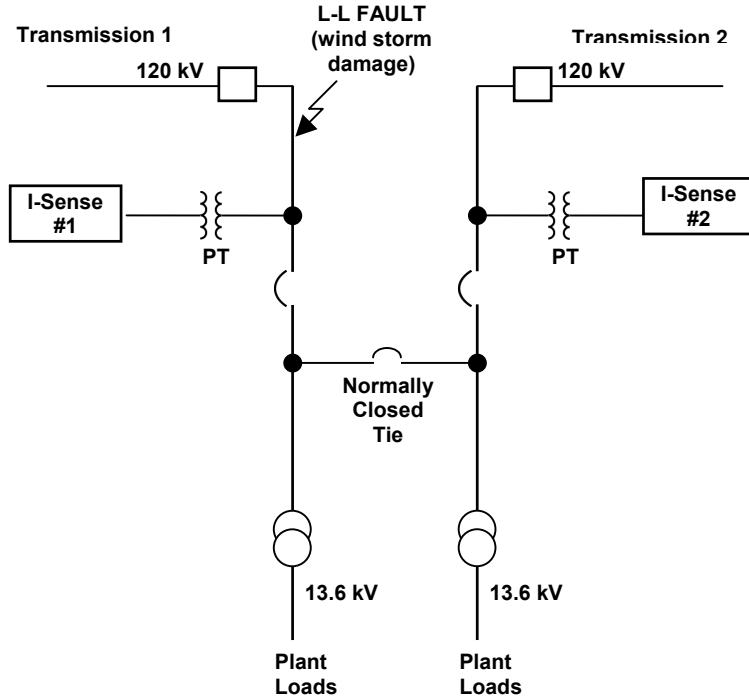 L-L FAULT
(wind storm
damage)
Transmission 1
Transmission 2
120 kV
120 kV
I-Sense
#1
PT
PT
I-Sense
#2
Normally
Closed
Tie
13.6 kV
13.6 kV
Plant
Loads
Plant
Loads